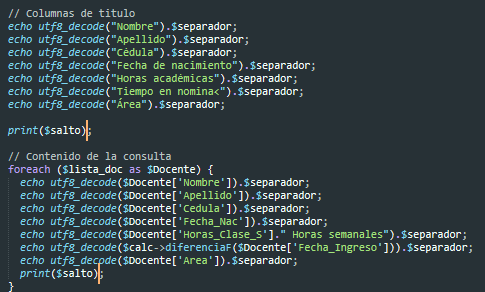 // Columnas de titulo
echo utf8_decode("Nombre").$separador;
echo utf8_decode("Apellido").$separador;
echo utf8_decode("Cédula").$separador;
echo utf8_decode("Fecha de nacimiento").$separador;
echo utf8_decode("Horas académicas").$separador;
echo utf8_decode("Tiempo en nomina<").$separador;
echo utf8_decode("Área").$separador;
print($salto);
// Contenido de la consulta
foreach ($lista_doc as $Docente) {
echo utf8_decode($Docente['Nombre']).$separador;
echo utf8_decode($Docente['Apellido']).$separador;
echo utf8_decode($Docente['Cedula']).$separador;
echo utf8_decode($Docente['Fecha_Nac']).$separador;
echo utf8_decode($Docente['Horas_Clase_S']." Horas semanales").$separador;
echo utf8_decode($calc->diferenciaF($Docente['Fecha_Ingreso'])).$separador;
echo utf8_decode($Docente['Area']).$separador;
print($salto);
}